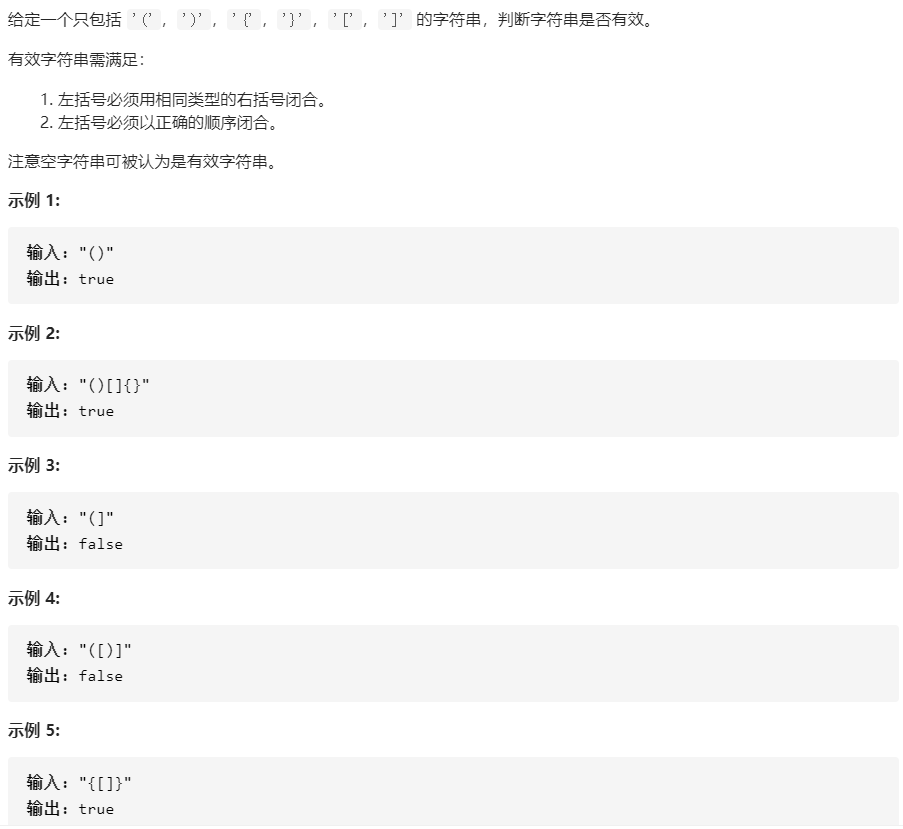 给定一个只包括 '('，')'，'{'，'}'，'['，']' 的字符串，判断字符串是否有效。
有效字符串需满足：
1. 左括号必须用相同类型的右括号闭合。
2. 左括号必须以正确的顺序闭合。
注意空字符串可被认为是有效字符串。
示例 1:
输入: "()"
输出: true
示例 2:
输入: "()[]{}"
输出: true
示例 3:
输入: "(]"
输出: false
示例 4:
输入: "([)]"
输出: false
示例 5:
输入: "{[]}"
输出: true